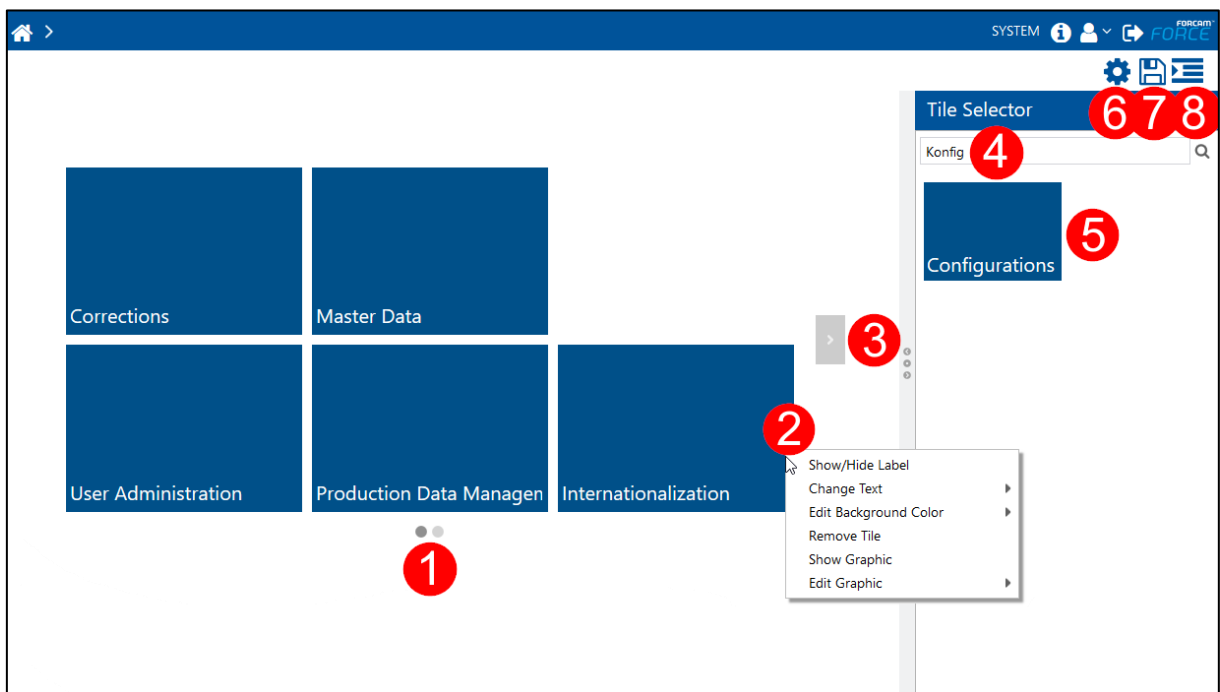 SYSTEM
FORCAM
FORCE
Tile Selector
6
7
8
Konfig
4
Configurations
5
Corrections
Master Data
3
User Administration
Production Data Managen
Internationalization
2
Show/Hide Label
Change Text
Edit Background Color
Remove Tile
Show Graphic
Edit Graphic
1